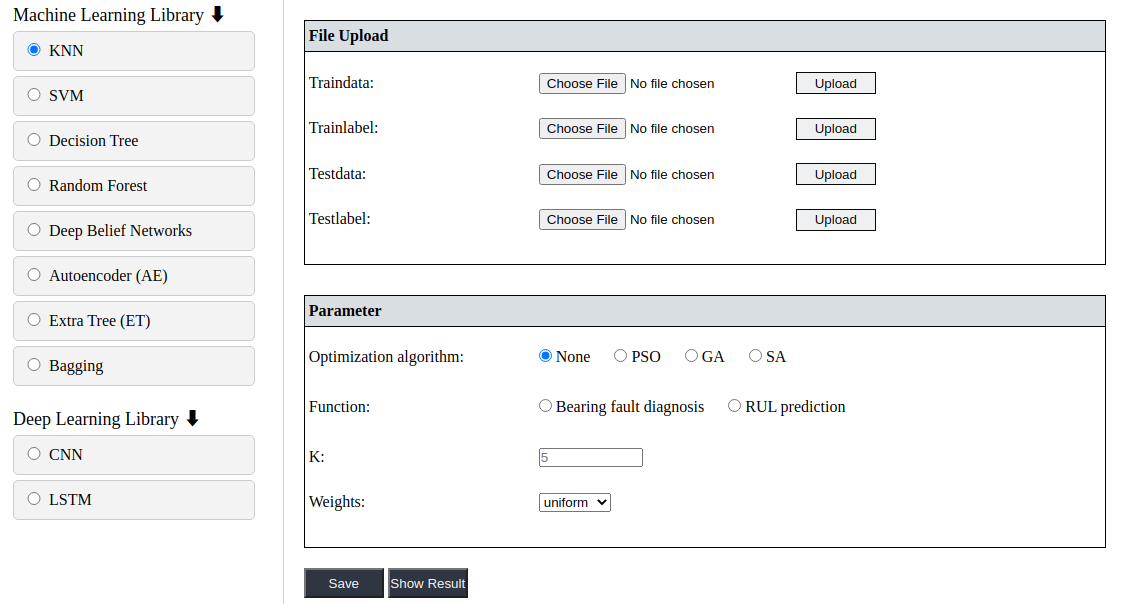 Machine Learning Library ⬇
KNN
SVM
Decision Tree
Random Forest
Deep Belief Networks
Autoencoder (AE)
Extra Tree (ET)
Bagging
Deep Learning Library ⬇
CNN
LSTM
File Upload
Traindata: Choose File No file chosen Upload
Trainlabel: Choose File No file chosen Upload
Testdata: Choose File No file chosen Upload
Testlabel: Choose File No file chosen Upload
Parameter
Optimization algorithm: None PSO GA SA
Function: Bearing fault diagnosis RUL prediction
K: 5
Weights: uniform
Save Show Result